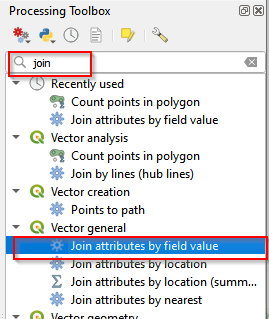 Processing Toolbox
join
Recently used
Count points in polygon
Join attributes by field value
Vector analysis
Count points in polygon
Join by lines (hub lines)
Vector creation
Points to path
Vector general
Join attributes by field value
Join attributes by location
Join attributes by location (summ...
Join attributes by nearest
Vector geometry